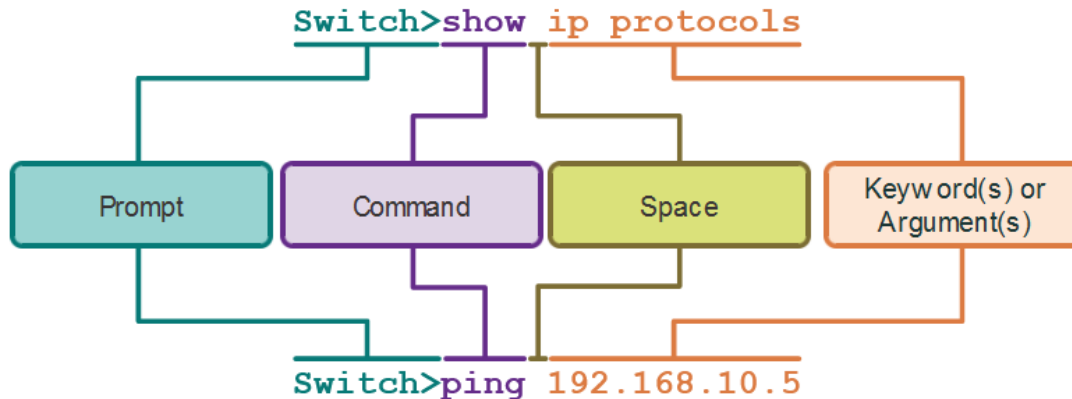 Switch>show ip protocols
Prompt
Command
Space
Keyword(s) or
Argument(s)
Switch>ping 192.168.10.5